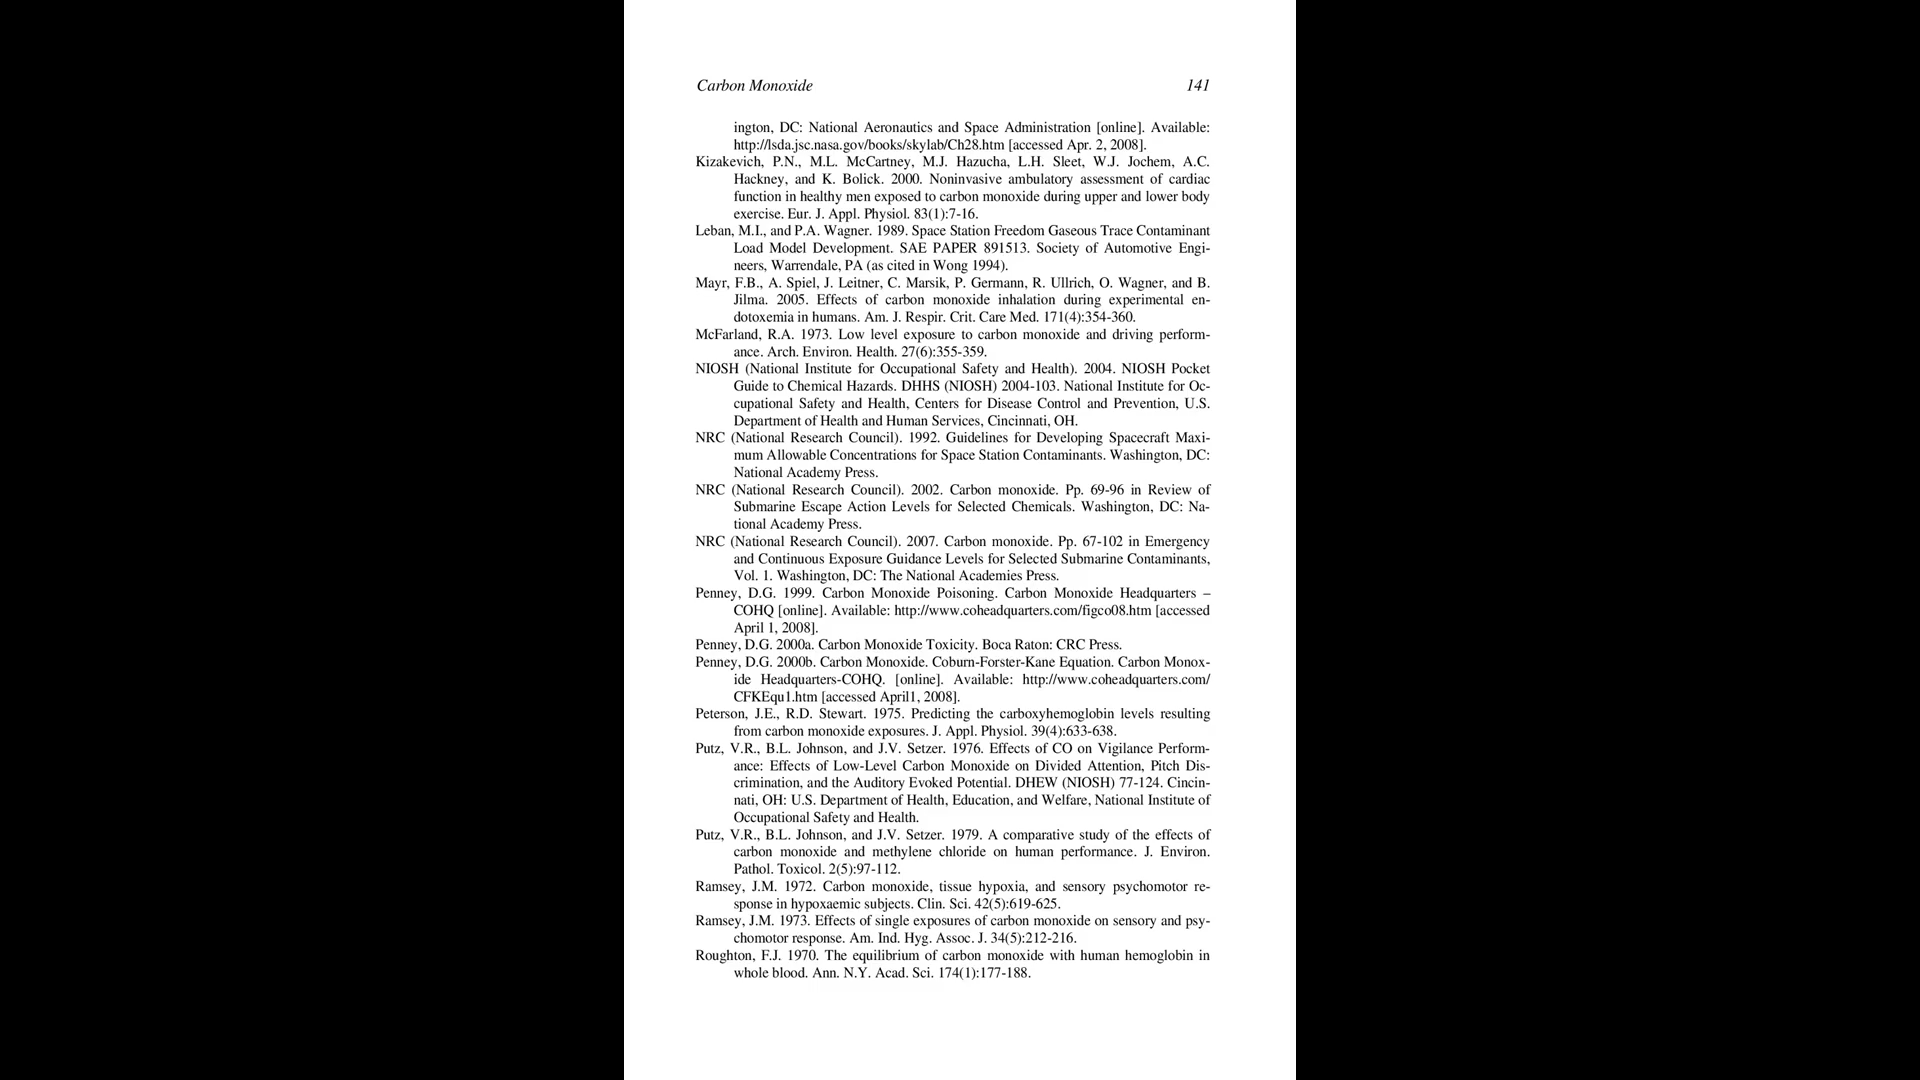 Carbon Monoxide 141
ington, DC: National Aeronautics and Space Administration [online]. Available:
http://lsda.jsc.nasa.gov/books/skylab/Ch28.htm [accessed Apr. 2, 2008].
Kizakevich, P.N., M.L. McCartney, M.J. Hazucha, L.H. Sleet, W.J. Jochem, A.C.
Hackney, and K. Bolick. 2000. Noninvasive ambulatory assessment of cardiac
function in healthy men exposed to carbon monoxide during upper and lower body
exercise. Eur. J. Appl. Physiol. 83(1):7-16.
Leban, M.I., and P.A. Wagner. 1989. Space Station Freedom Gaseous Trace Contaminant
Load Model Development. SAE PAPER 891513. Society of Automotive Engi-
neers, Warrendale, PA (as cited in Wong 1994).
Mayr, F.B., A. Spiel, J. Leitner, C. Marsik, P. Germann, R. Ullrich, O. Wagner, and B.
Jilma. 2005. Effects of carbon monoxide inhalation during experimental en-
dotoxemia in humans. Am. J. Respir. Crit. Care Med. 171(4):354-360.
McFarland, R.A. 1973. Low level exposure to carbon monoxide and driving perform-
ance. Arch. Environ. Health. 27(6):355-359.
NIOSH (National Institute for Occupational Safety and Health). 2004. NIOSH Pocket
Guide to Chemical Hazards. DHHS (NIOSH) 2004-103. National Institute for Oc-
cupational Safety and Health, Centers for Disease Control and Prevention, U.S.
Department of Health and Human Services, Cincinnati, OH.
NRC (National Research Council). 1992. Guidelines for Developing Spacecraft Maxi-
mum Allowable Concentrations for Space Station Contaminants. Washington, DC:
National Academy Press.
NRC (National Research Council). 2002. Carbon monoxide. Pp. 69-96 in Review of
Submarine Escape Action Levels for Selected Chemicals. Washington, DC: Na-
tional Academy Press.
NRC (National Research Council). 2007. Carbon monoxide. Pp. 67-102 in Emergency
and Continuous Exposure Guidance Levels for Selected Submarine Contaminants,
Vol. 1. Washington, DC: The National Academies Press.
Penney, D.G. 1999. Carbon Monoxide Poisoning. Carbon Monoxide Headquarters –
COHQ [online]. Available: http://www.coheadquarters.com/figco08.htm [accessed
April 1, 2008].
Penney, D.G. 2000a. Carbon Monoxide Toxicity. Boca Raton: CRC Press.
Penney, D.G. 2000b. Carbon Monoxide. Coburn-Forster-Kane Equation. Carbon Monox-
ide Headquarters-COHQ. [online]. Available: http://www.coheadquarters.com/
CFKEqu1.htm [accessed April1, 2008].
Peterson, J.E., R.D. Stewart. 1975. Predicting the carboxyhemoglobin levels resulting
from carbon monoxide exposures. J. Appl. Physiol. 39(4):633-638.
Putz, V.R., B.L. Johnson, and J.V. Setzer. 1976. Effects of CO on Vigilance Perform-
ance: Effects of Low-Level Carbon Monoxide on Divided Attention, Pitch Dis-
crimination, and the Auditory Evoked Potential. DHEW (NIOSH) 77-124. Cincin-
nati, OH: U.S. Department of Health, Education, and Welfare, National Institute of
Occupational Safety and Health.
Putz, V.R., B.L. Johnson, and J.V. Setzer. 1979. A comparative study of the effects of
carbon monoxide and methylene chloride on human performance. J. Environ.
Pathol. Toxicol. 2(5):97-112.
Ramsey, J.M. 1972. Carbon monoxide, tissue hypoxia, and sensory psychomotor re-
sponse in hypoxaemic subjects. Clin. Sci. 42(5):619-625.
Ramsey, J.M. 1973. Effects of single exposures of carbon monoxide on sensory and psy-
chomotor response. Am. Ind. Hyg. Assoc. J. 34(5):212-216.
Roughton, F.J. 1970. The equilibrium of carbon monoxide with human hemoglobin in
whole blood. Ann. N.Y. Acad. Sci. 174(1):177-188.